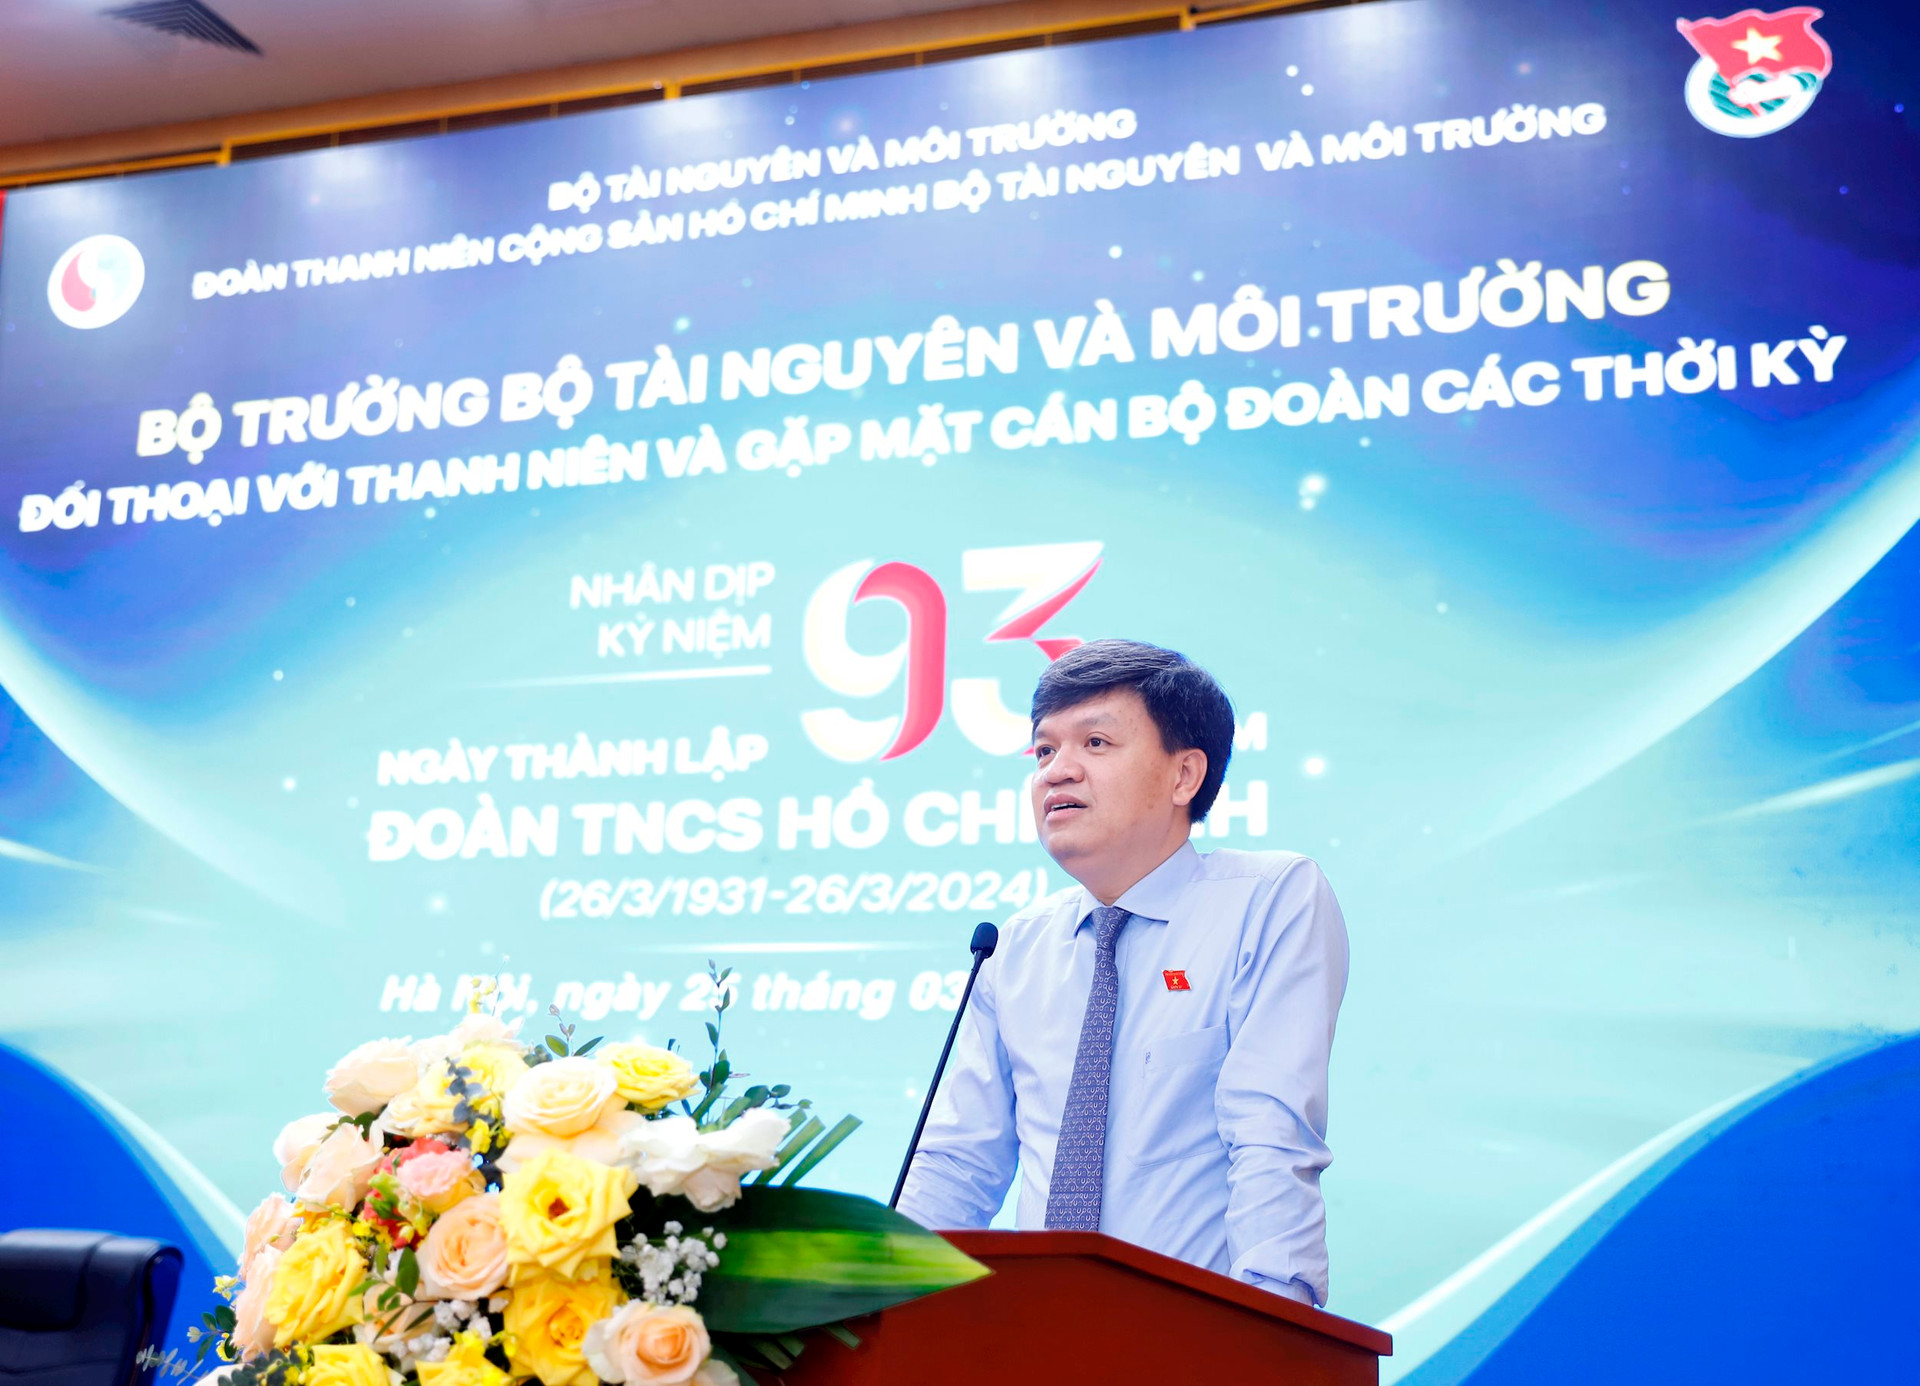 BỘ TÀI NGUYÊN VÀ MÔI TRƯỜNG
ĐOÀN THANH NIÊN CỘNG SẢN HỒ CHÍ MINH BỘ TÀI NGUYÊN VÀ MÔI TRƯỜNG
BỘ TRƯỞNG BỘ TÀI NGUYÊN VÀ MÔI TRƯỜNG
ĐỐI THOẠI VỚI THANH NIÊN VÀ GẶP MẶT CÁN BỘ ĐOÀN CÁC THỜI KỲ
NHÂN DỊP
KỶ NIỆM
93
NGÀY THÀNH LẬP
ĐOÀN TNCS HỒ CHÍ
(26/3/1931-26/3/2024)
Hà Nội, ngày 25 tháng 03